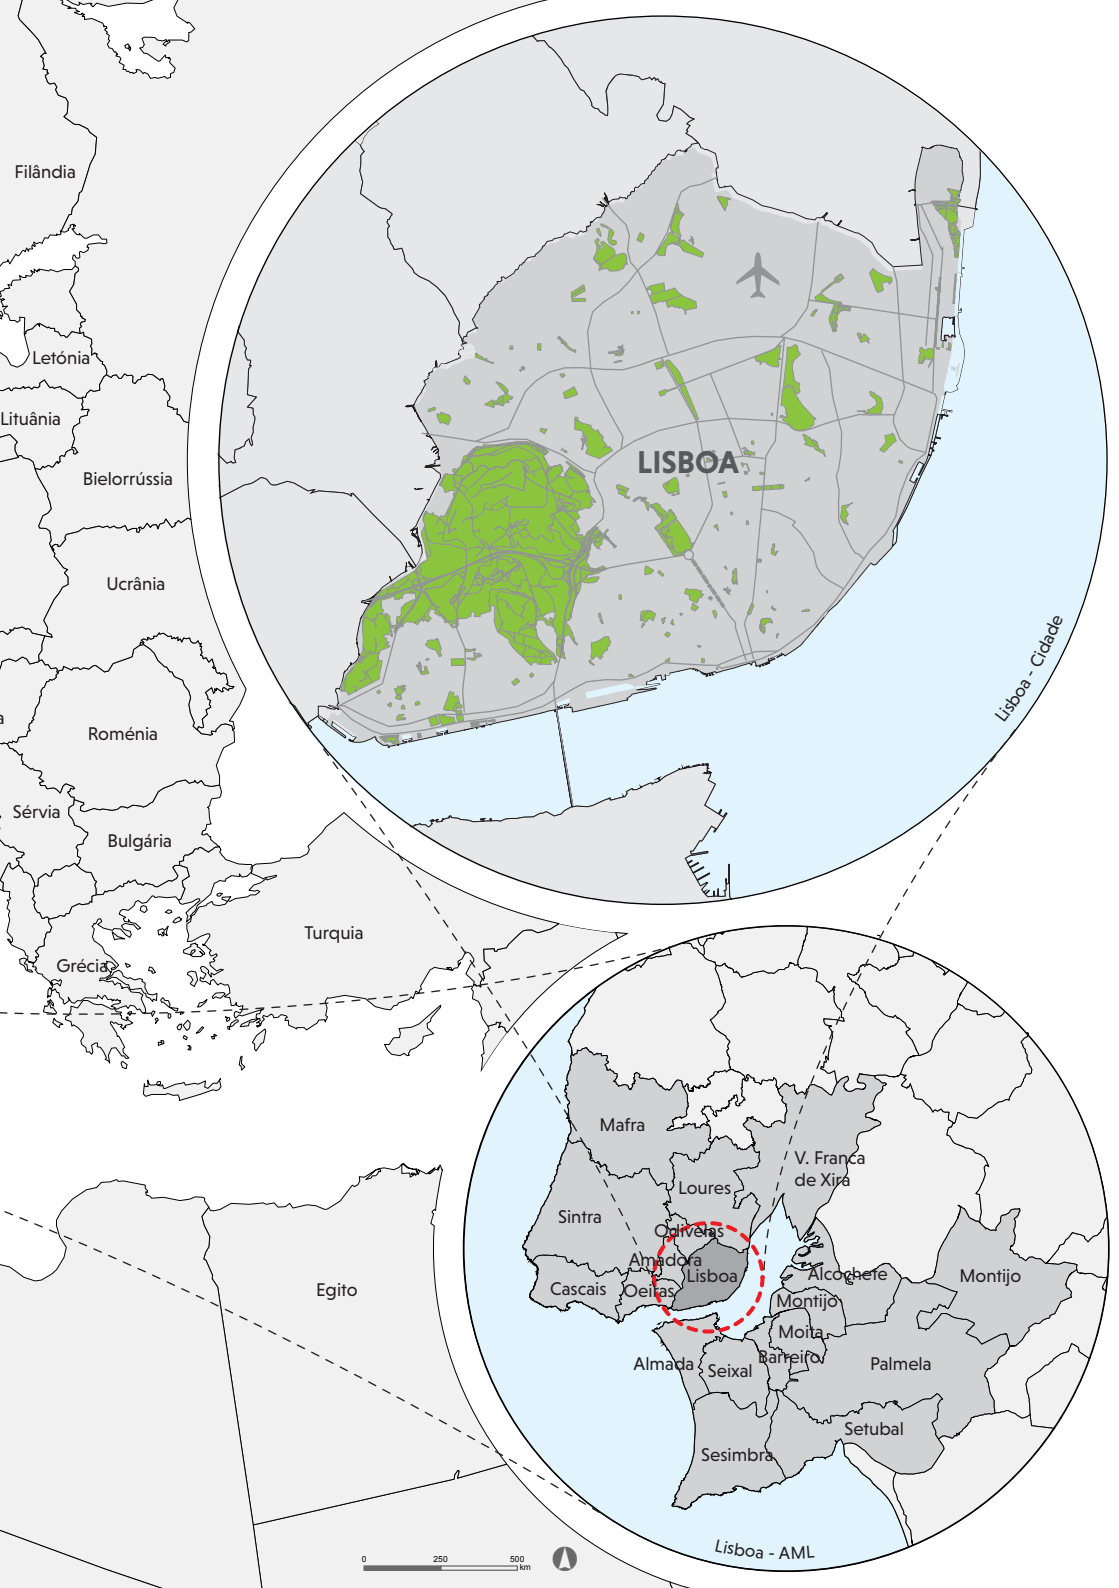 Filândia
Letónia
Lituânia
Bielorrússia
Ucrânia
a
Roménia
Sérvia
Bulgária
Grécia
Turquia
Egito
LISBOA
Lisboa - Cidade
Mafra
V. Franca
de Xira
Loures
Sintra
Odivelas
Amadora
Lisboa
Cascais
Oeiras
Alcochete
Montijo
Montijo
Moita
Barreiro
Almada
Seixal
Palmela
Setubal
Sesimbra
Lisboa - AML
0 250 500
km